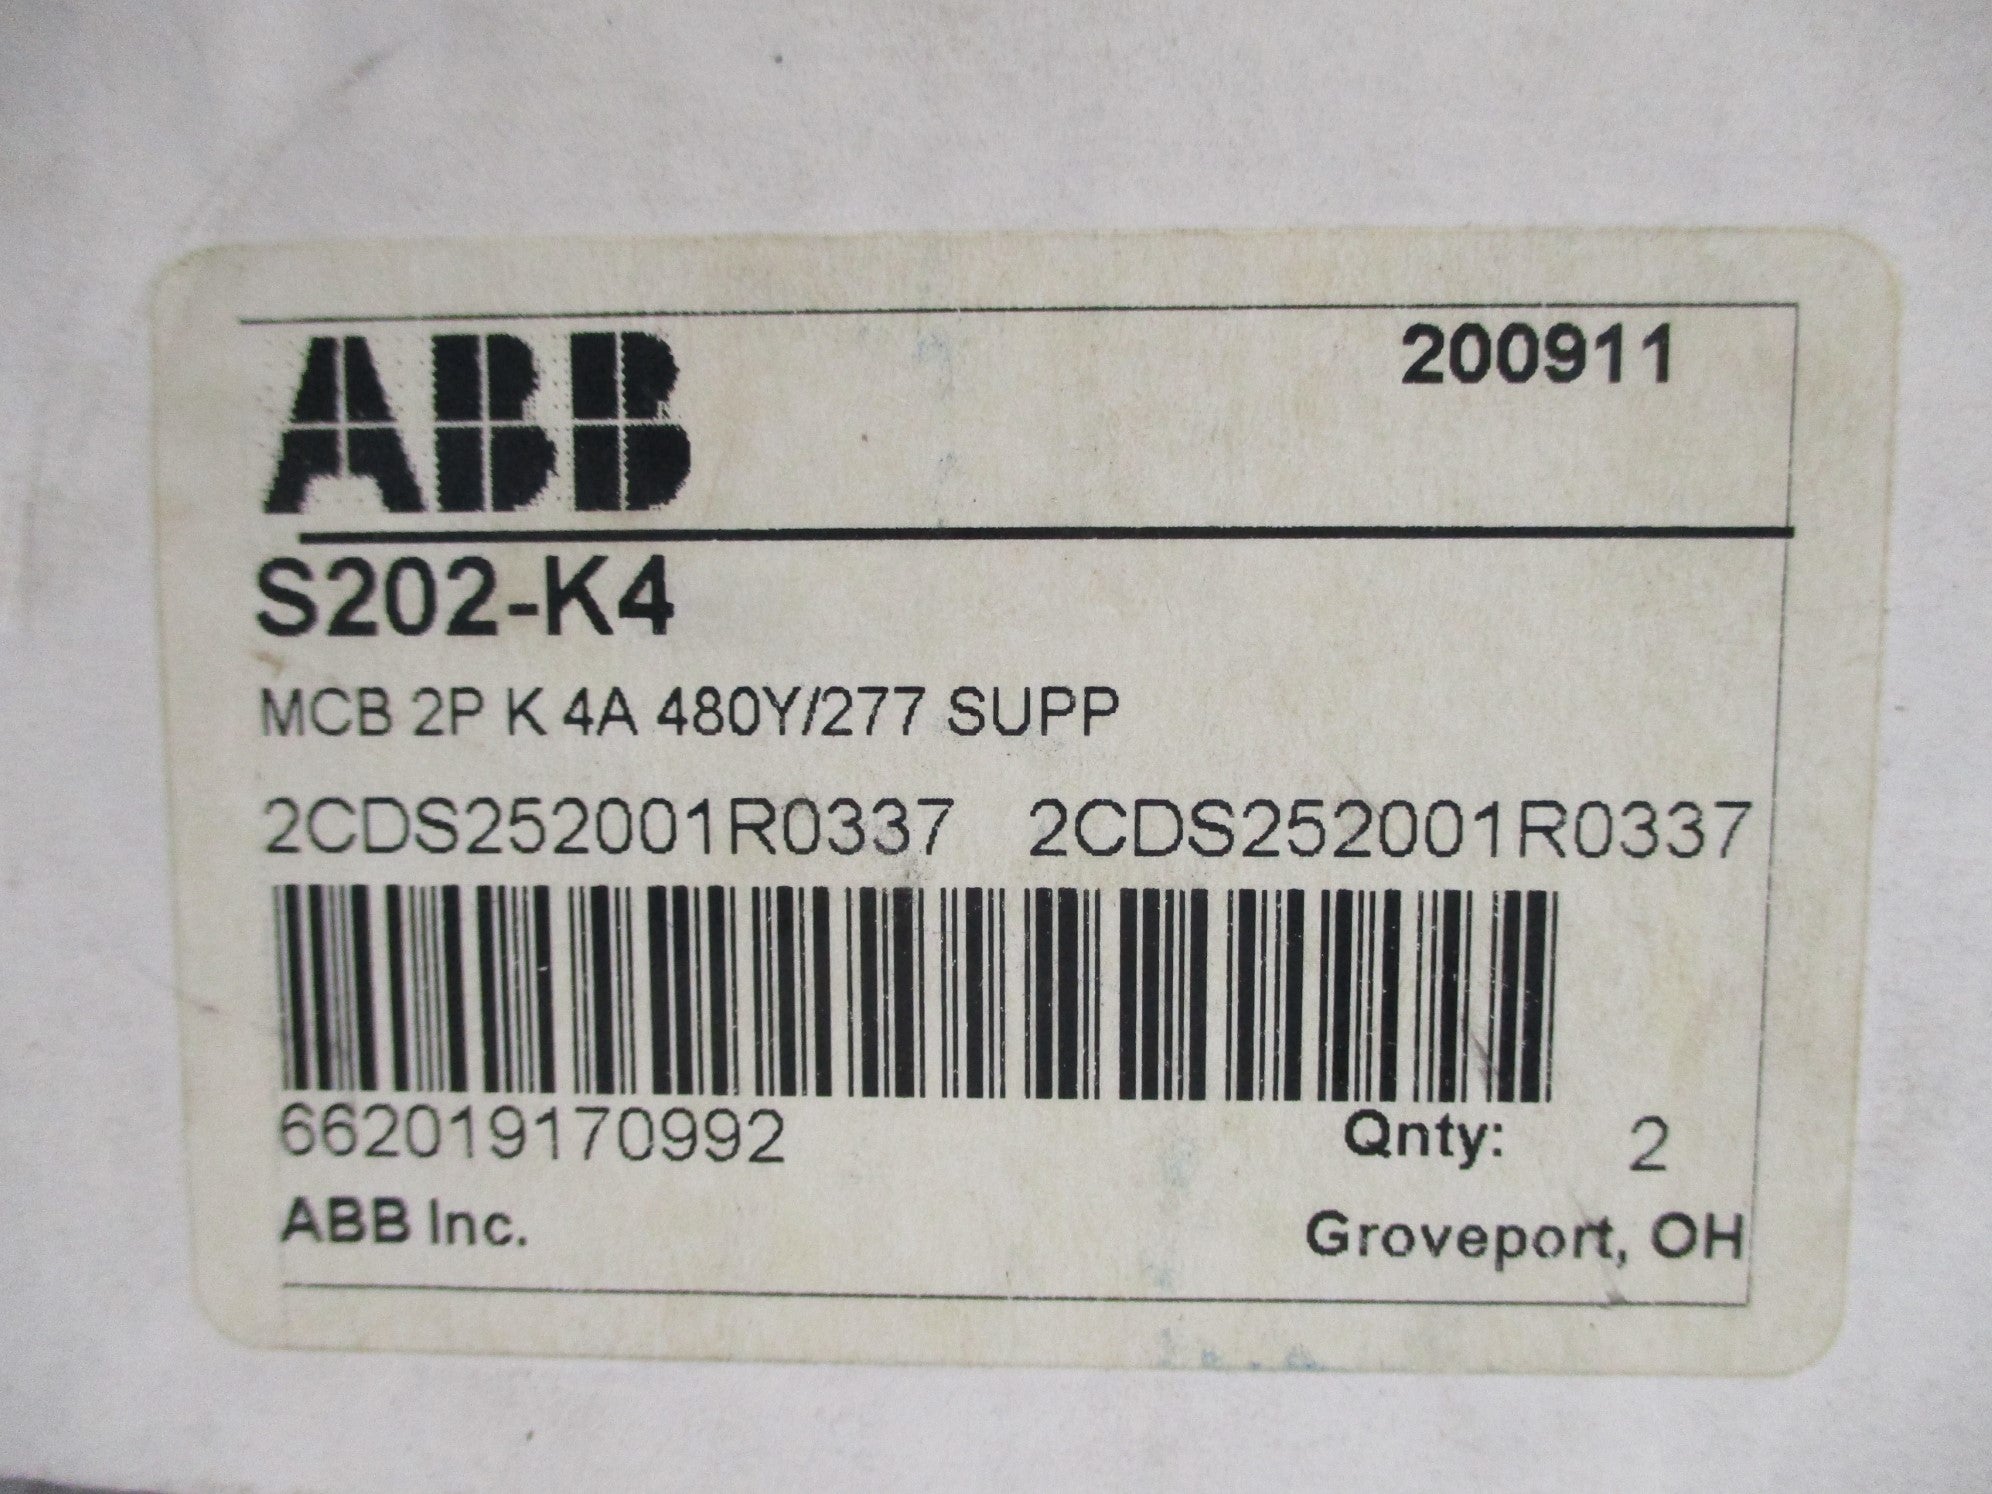 ABB 200911
S202-K4
MCB 2P K 4A 480Y/277 SUPP
2CDS252001R0337 2CDS252001R0337
662019170992 Qnty: 2
ABB Inc. Groveport, OH